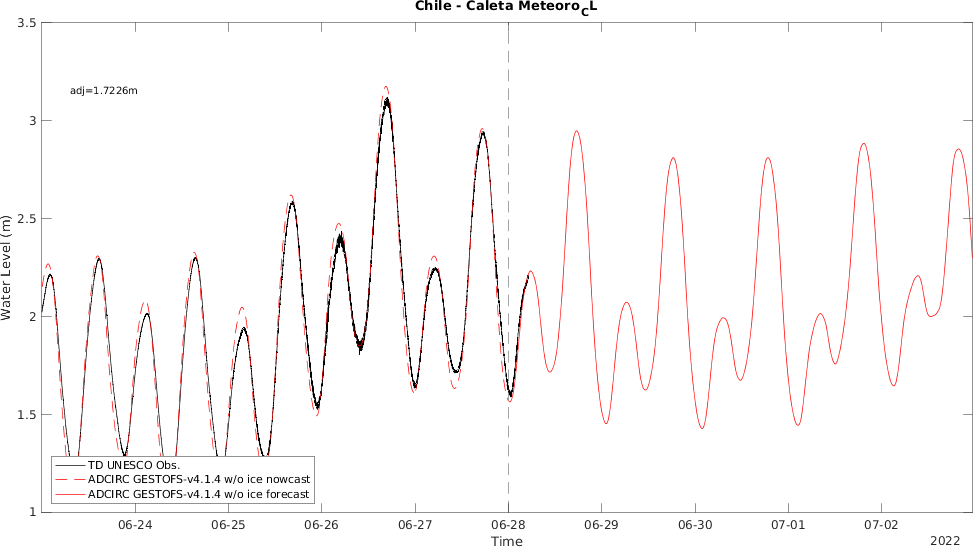 Chile - Caleta Meteoro_CL
3.5
adj=1.7226m
3
2.5
Water Level (m)
2
1.5
TD UNESCO Obs.
ADCIRC GESTOFS-v4.1.4 w/o ice nowcast
ADCIRC GESTOFS-v4.1.4 w/o ice forecast
1
06-24 06-25 06-26 06-27 06-28 06-29 06-30 07-01 07-02
Time
2022